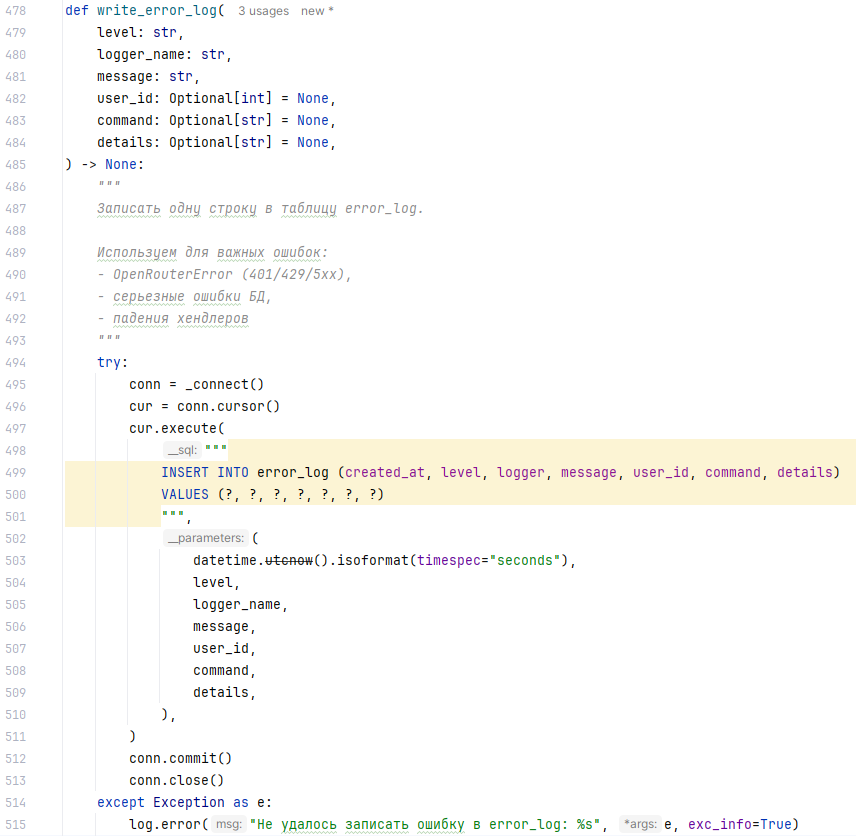 478 def write_error_log( 3 usages new *
479 level: str,
480 logger_name: str,
481 message: str,
482 user_id: Optional[int] = None,
483 command: Optional[str] = None,
484 details: Optional[str] = None,
485 ) -> None:
486 """
487 Записать одну строку в таблицу error_log.
488
489 Используем для важных ошибок:
490 - OpenRouterError (401/429/5xx),
491 - серьезные ошибки БД,
492 - падения хендлеров
493 """
494 try:
495 conn = _connect()
496 cur = conn.cursor()
497 cur.execute(
498 __sql: """
499 INSERT INTO error_log (created_at, level, logger, message, user_id, command, details)
500 VALUES (?, ?, ?, ?, ?, ?, ?)
501 """,
502 __parameters: (
503 datetime.utcnow().isoformat(timespec="seconds"),
504 level,
505 logger_name,
506 message,
507 user_id,
508 command,
509 details,
510 ),
511 )
512 conn.commit()
513 conn.close()
514 except Exception as e:
515 log.error( msg: "Не удалось записать ошибку в error_log: %s", *args: e, exc_info=True)